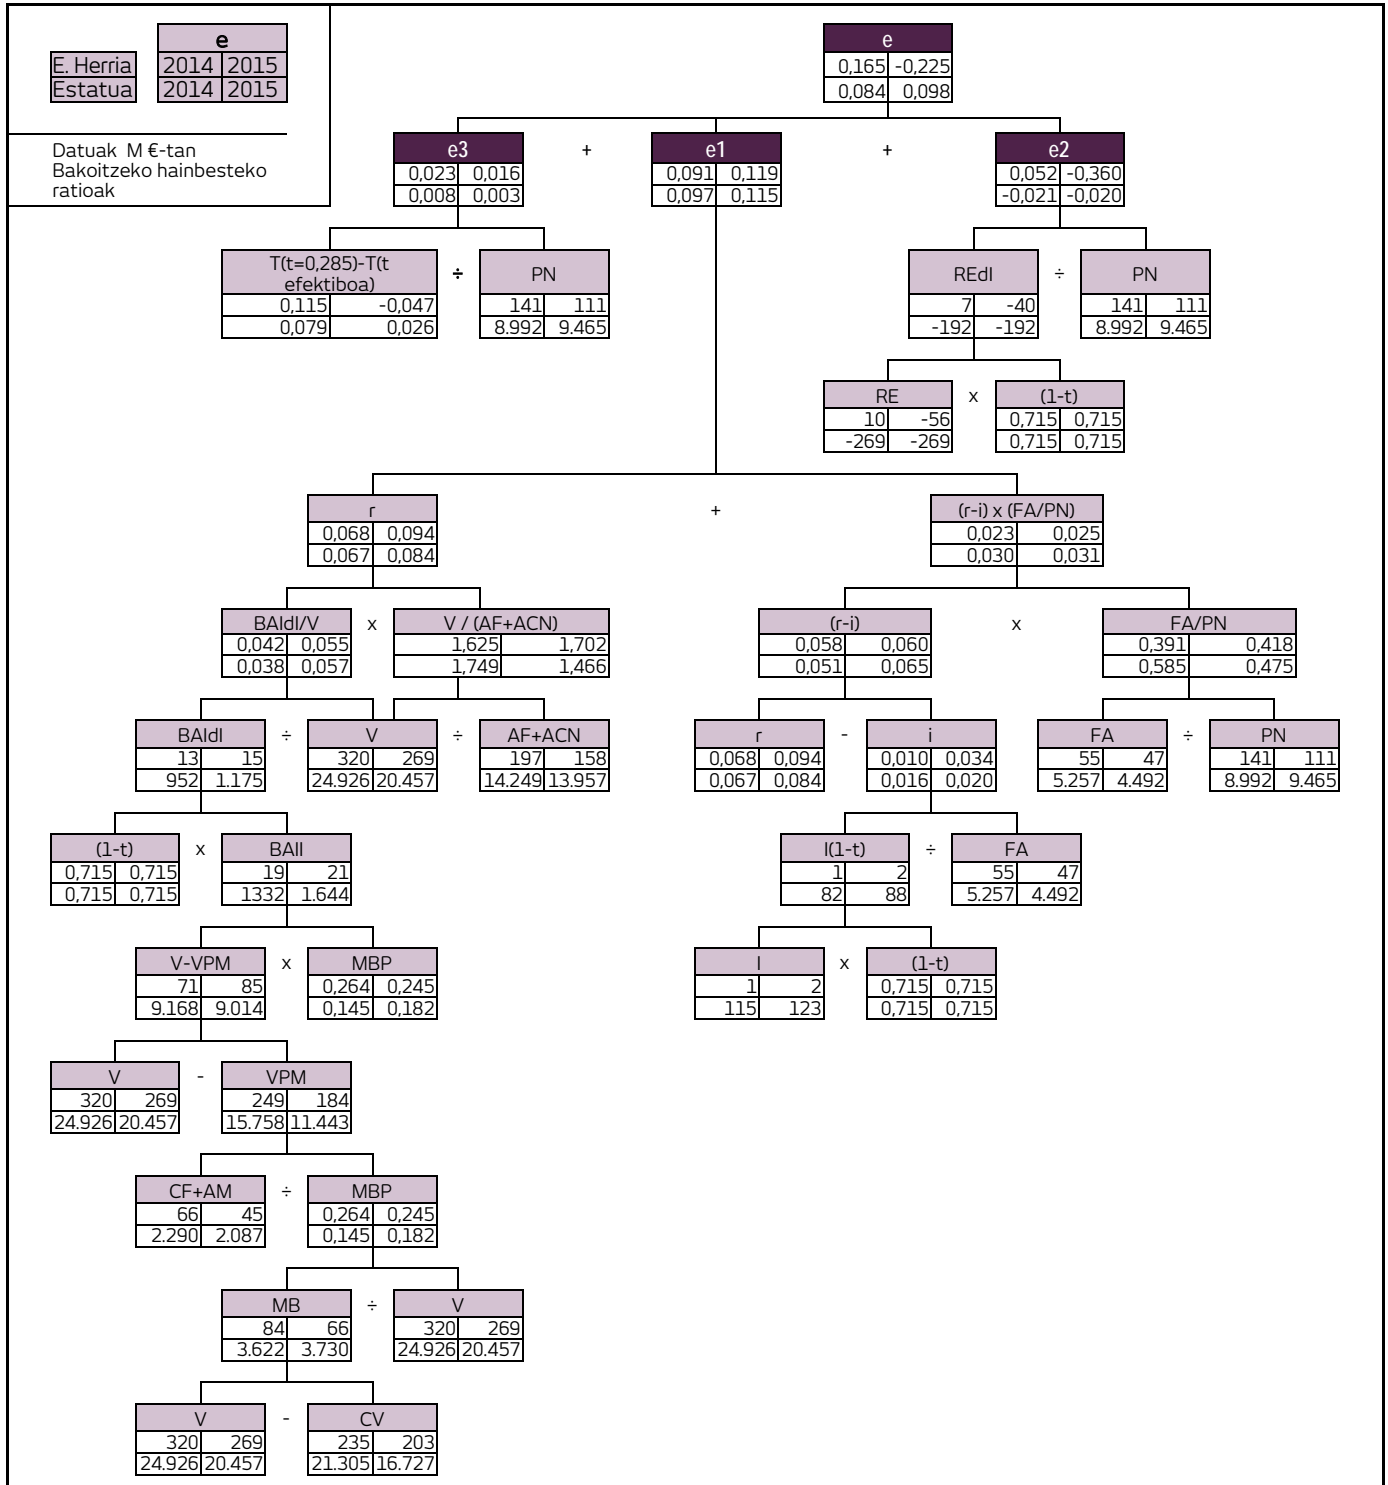 e
E. Herria 2014 2015
Estatua 2014 2015
Datuak M €-tan
Bakoitzeko hainbesteko
ratioak
e
0,165 -0,225
0,084 0,098
e3 + e1 + e2
0,023 0,016 0,091 0,119 0,052 -0,360
0,008 0,003 0,097 0,115 -0,021 -0,020
T(t=0,285)-T(t
efektiboa) ÷ PN REdI ÷ PN
0,115 -0,047 141 111 7 -40 141 111
0,079 0,026 8.992 9.465 -192 -192 8.992 9.465
RE x (1-t)
10 -56 0,715 0,715
-269 -269 0,715 0,715
r + (r-i) x (FA/PN)
0,068 0,094 0,023 0,025
0,067 0,084 0,030 0,031
BAIdI/V x V / (AF+ACN) (r-i) x FA/PN
0,042 0,055 1,625 1,702 0,058 0,060 0,391 0,418
0,038 0,057 1,749 1,466 0,051 0,065 0,585 0,475
BAIdI ÷ V ÷ AF+ACN r - i FA ÷ PN
13 15 320 269 197 158 0,068 0,094 0,010 0,034 55 47 141 111
952 1.175 24.926 20.457 14.249 13.957 0,067 0,084 0,016 0,020 5.257 4.492 8.992 9.465
(1-t) x BAII I(1-t) ÷ FA
0,715 0,715 19 21 1 2 55 47
0,715 0,715 1332 1.644 82 88 5.257 4.492
V-VPM x MBP I x (1-t)
71 85 0,264 0,245 1 2 0,715 0,715
9.168 9.014 0,145 0,182 115 123 0,715 0,715
V - VPM
320 269 249 184
24.926 20.457 15.758 11.443
CF+AM ÷ MBP
66 45 0,264 0,245
2.290 2.087 0,145 0,182
MB ÷ V
84 66 320 269
3.622 3.730 24.926 20.457
V - CV
320 269 235 203
24.926 20.457 21.305 16.727